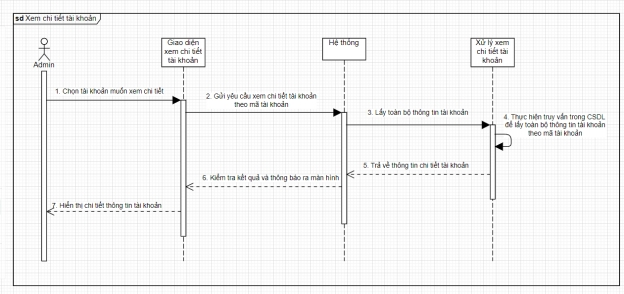 sd Xem chi tiết tài khoản
Giao diện
xem chi tiết
tài khoản
Hệ thống
Xử lý xem
chi tiết tài
khoản
Admin
1. Chọn tài khoản muốn xem chi tiết
2. Gửi yêu cầu xem chi tiết tài khoản
theo mã tài khoản
3. Lấy toàn bộ thông tin tài khoản
4. Thực hiện truy vấn trong CSDL
để lấy toàn bộ thông tin tài khoản
theo mã tài khoản
5. Trả về thông tin chi tiết tài khoản
6. Kiểm tra kết quả và thông báo ra màn hình
7. Hiển thị chi tiết thông tin tài khoản